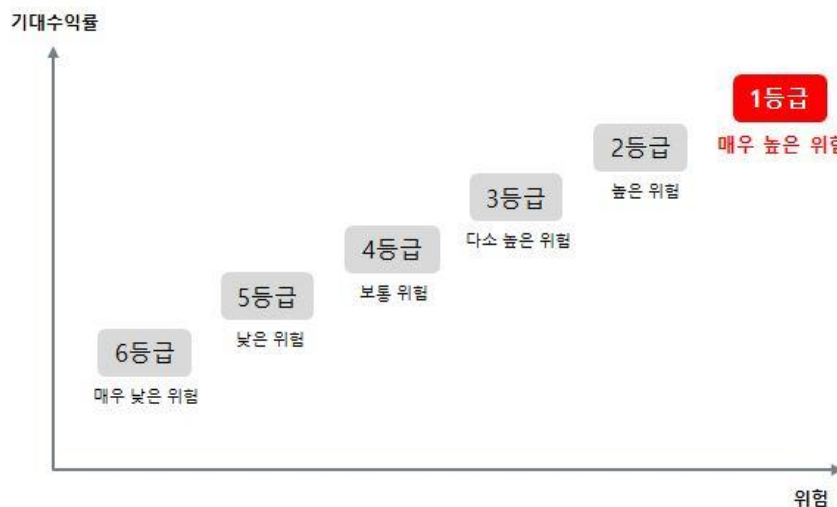 기대수익률
1등급
매우 높은 위험
2등급
높은 위험
3등급
다소 높은 위험
4등급
보통 위험
5등급
낮은 위험
6등급
매우 낮은 위험
위험